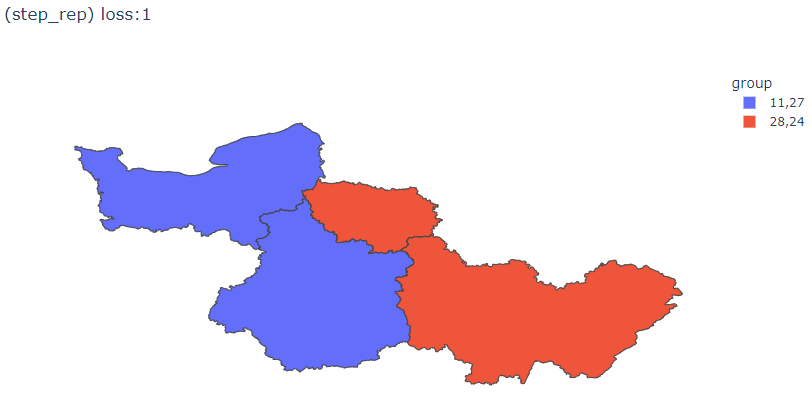 (step_rep) loss:1
group
11,27
28,24